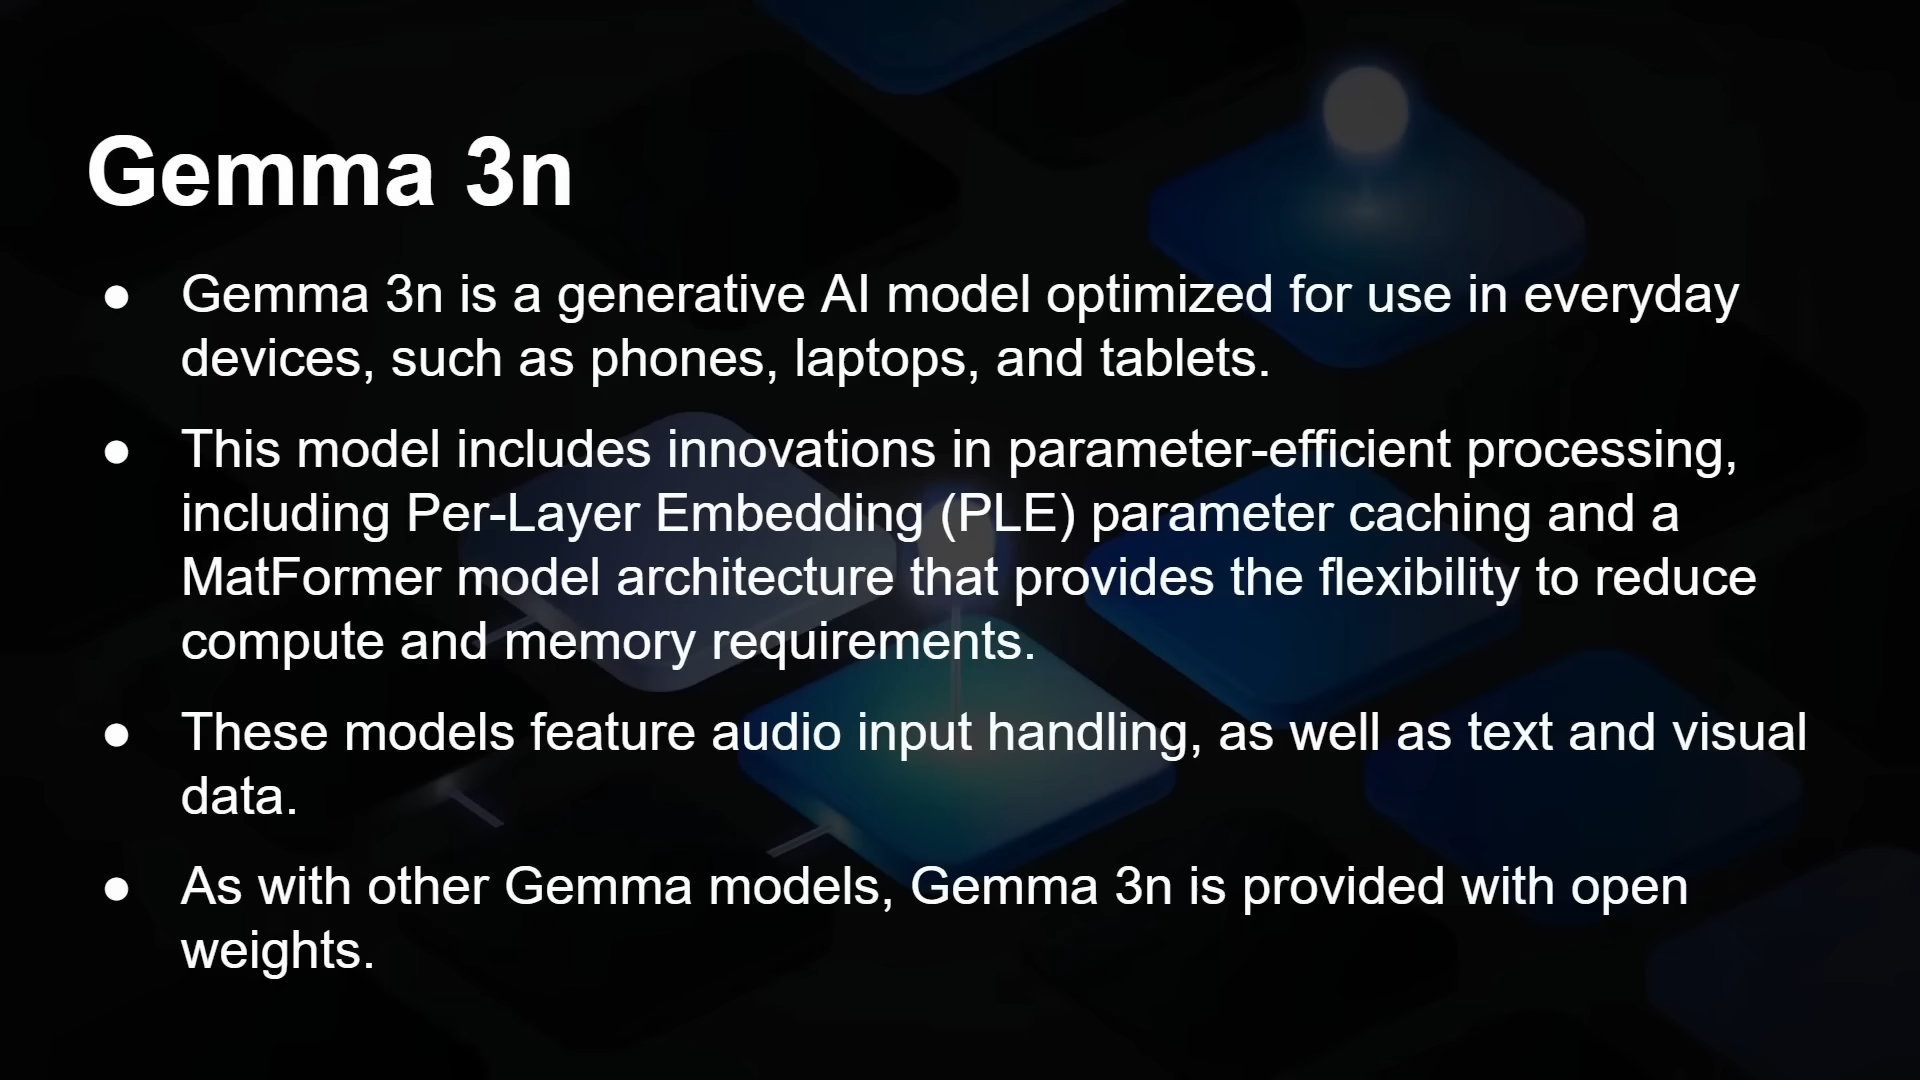 Gemma 3n
● Gemma 3n is a generative AI model optimized for use in everyday
devices, such as phones, laptops, and tablets.
● This model includes innovations in parameter-efficient processing,
including Per-Layer Embedding (PLE) parameter caching and a
MatFormer model architecture that provides the flexibility to reduce
compute and memory requirements.
● These models feature audio input handling, as well as text and visual
data.
● As with other Gemma models, Gemma 3n is provided with open
weights.